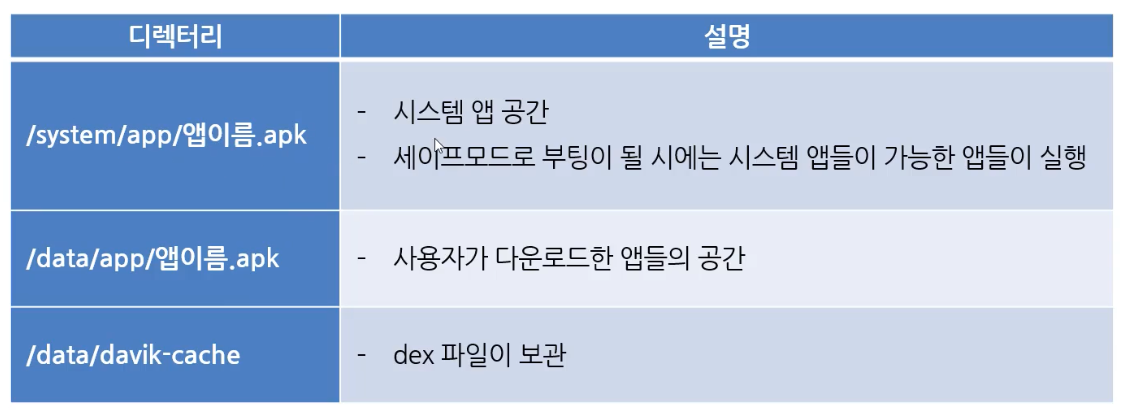 디렉터리
설명
/system/app/앱이름.apk
- 시스템 앱 공간
- 세이프모드로 부팅이 될 시에는 시스템 앱들이 가능한 앱들이 실행
/data/app/앱이름.apk
- 사용자가 다운로드한 앱들의 공간
/data/davik-cache
- dex 파일이 보관